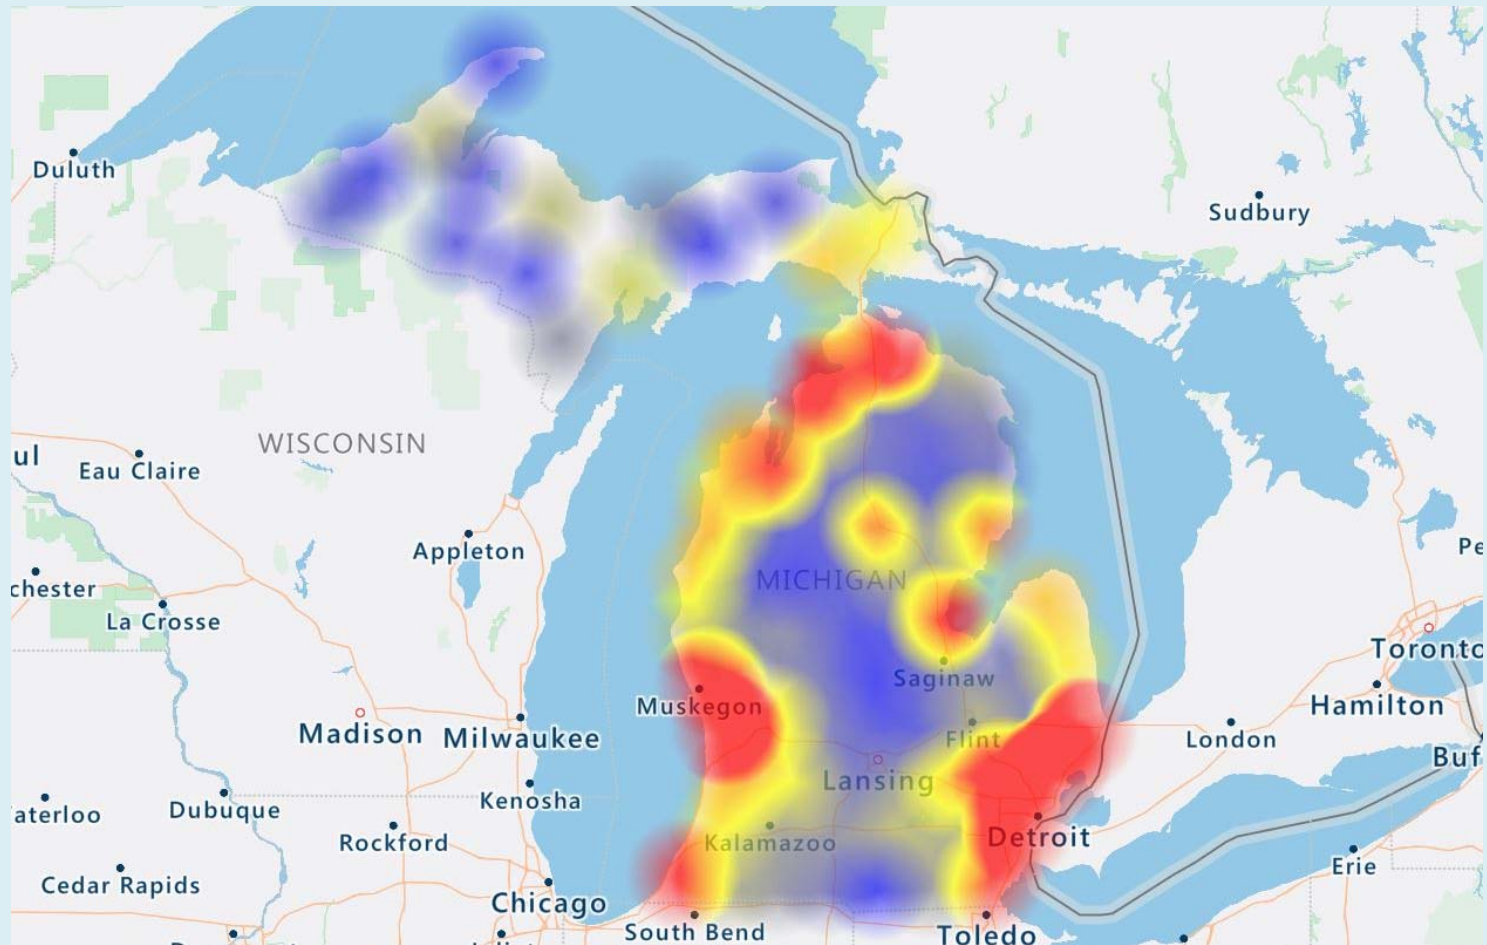 Duluth
Sudbury
WISCONSIN
ul
Eau Claire
Appleton
Pe
chester
MICHIGAN
La Crosse
Toronto
Saginaw
Muskegon
Hamilton
Madison
Milwaukee
Flint
London
Buf
Lansing
Kenosha
aterloo
Dubuque
Rockford
Kalamazoo
Detroit
Erie
Cedar Rapids
Chicago
South Bend
Toledo